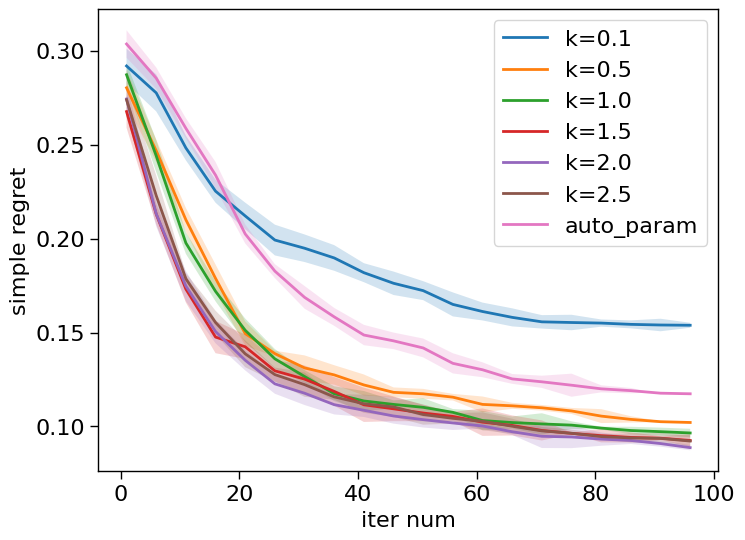 simple regret
0.30
0.25
0.20
0.15
0.10
0
20
40
60
80
100
iter num
k=0.1
k=0.5
k=1.0
k=1.5
k=2.0
k=2.5
auto_param